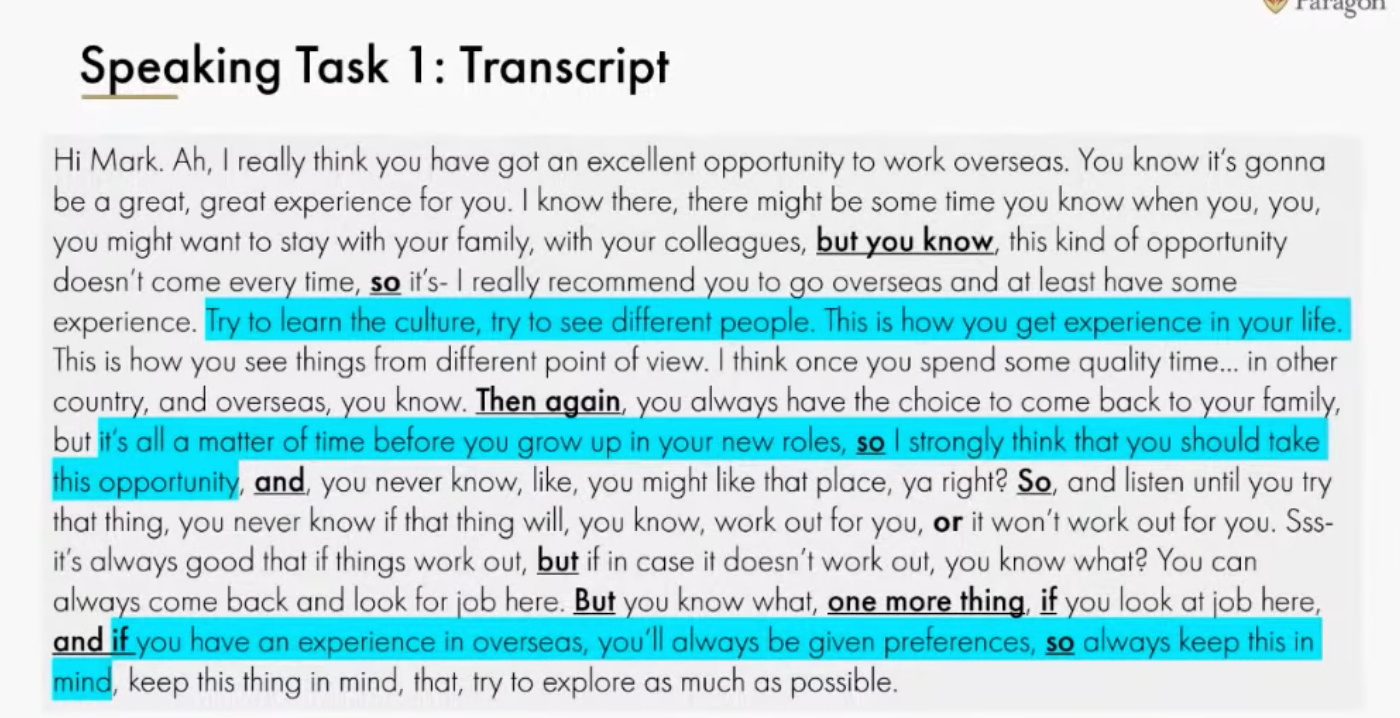 Paragon
Speaking Task 1: Transcript
Hi Mark. Ah, I really think you have got an excellent opportunity to work overseas. You know it's gonna
be a great, great experience for you. I know there, there might be some time you know when you, you,
you might want to stay with your family, with your colleagues, but you know, this kind of opportunity
doesn't come every time, so it's- I really recommend you to go overseas and at least have some
experience. Try to learn the culture, try to see different people. This is how you get experience in your life.
This is how you see things from different point of view. I think once you spend some quality time... in other
country, and overseas, you know. Then again, you always have the choice to come back to your family,
but it's all a matter of time before you grow up in your new roles, so I strongly think that you should take
this opportunity, and, you never know, like, you might like that place, ya right? So, and listen until you try
that thing, you never know if that thing will, you know, work out for you, or it won't work out for you. Sss-
it's always good that if things work out, but if in case it doesn't work out, you know what? You can
always come back and look for job here. But you know what, one more thing, if you look at job here,
and if you have an experience in overseas, you'll always be given preferences, so always keep this in
mind, keep this thing in mind, that, try to explore as much as possible.